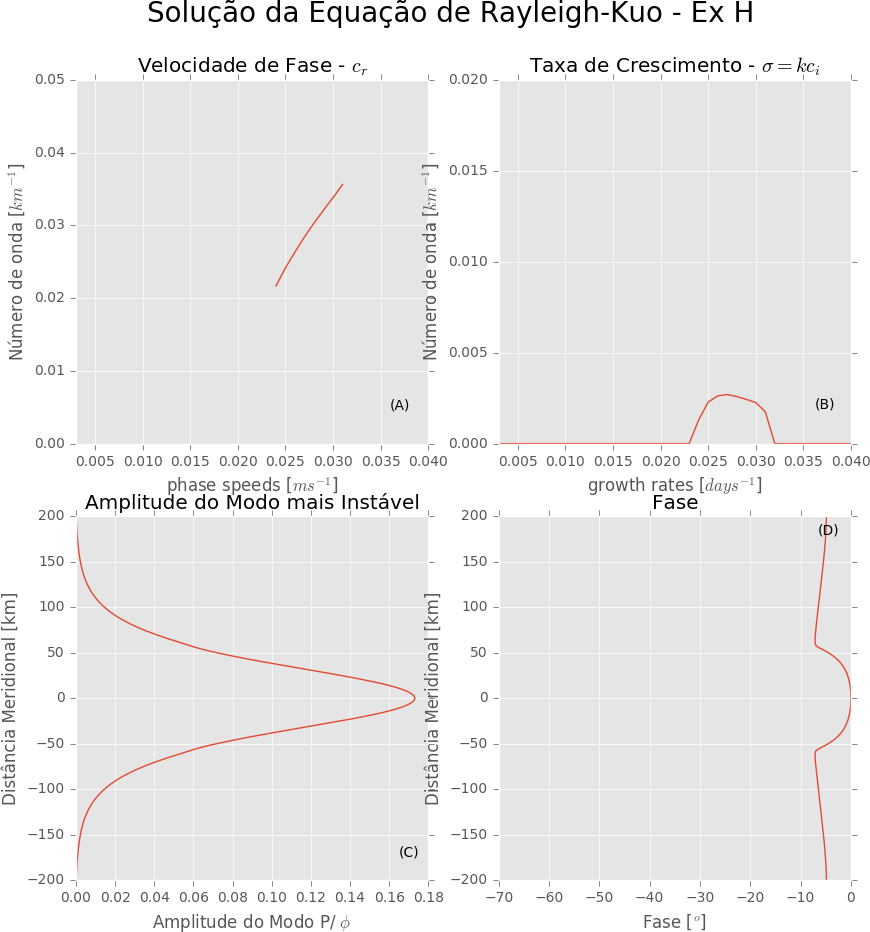 Solução da Equação de Rayleigh-Kuo - Ex H
Velocidade de Fase - $c_r$
Número de onda [$km^{-1}$]
0.05
0.04
0.03
0.02
0.01
0.00
(A)
0.005 0.010 0.015 0.020 0.025 0.030 0.035 0.040
phase speeds [$ms^{-1}$]
Taxa de Crescimento - $\sigma = kc_i$
Número de onda [$km^{-1}$]
0.020
0.015
0.010
0.005
0.000
(B)
0.005 0.010 0.015 0.020 0.025 0.030 0.035 0.040
growth rates [$days^{-1}$]
Amplitude do Modo mais Instável
Distância Meridional [km]
200
150
100
50
0
−50
−100
−150
−200
(C)
0.00 0.02 0.04 0.06 0.08 0.10 0.12 0.14 0.16 0.18
Amplitude do Modo P/ $\phi$
Fase
Distância Meridional [km]
200
150
100
50
0
−50
−100
−150
−200
(D)
−70 −60 −50 −40 −30 −20 −10 0
Fase [$^o$]